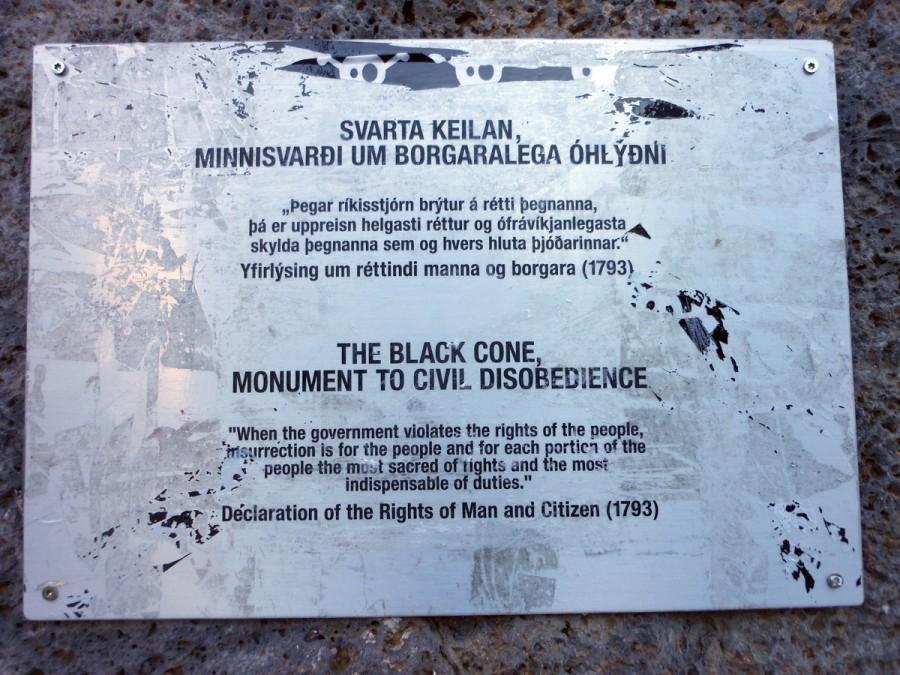 SVARTA KEILAN,
MINNISVARÐI UM BORGARALEGA ÓHLÝÐNI
„Þegar ríkisstjórn brýtur á rétti þegnanna,
þá er uppreisn helgasti réttur og ófrávíkjanlegasta
skylda þegnanna sem og hvers hluta þjóðarinnar.“
Yfirlýsing um réttindi manna og borgara (1793)
THE BLACK CONE,
MONUMENT TO CIVIL DISOBEDIENCE
"When the government violates the rights of the people,
insurrection is for the people and for each portion of the
people the most sacred of rights and the most
indispensable of duties."
Declaration of the Rights of Man and Citizen (1793)